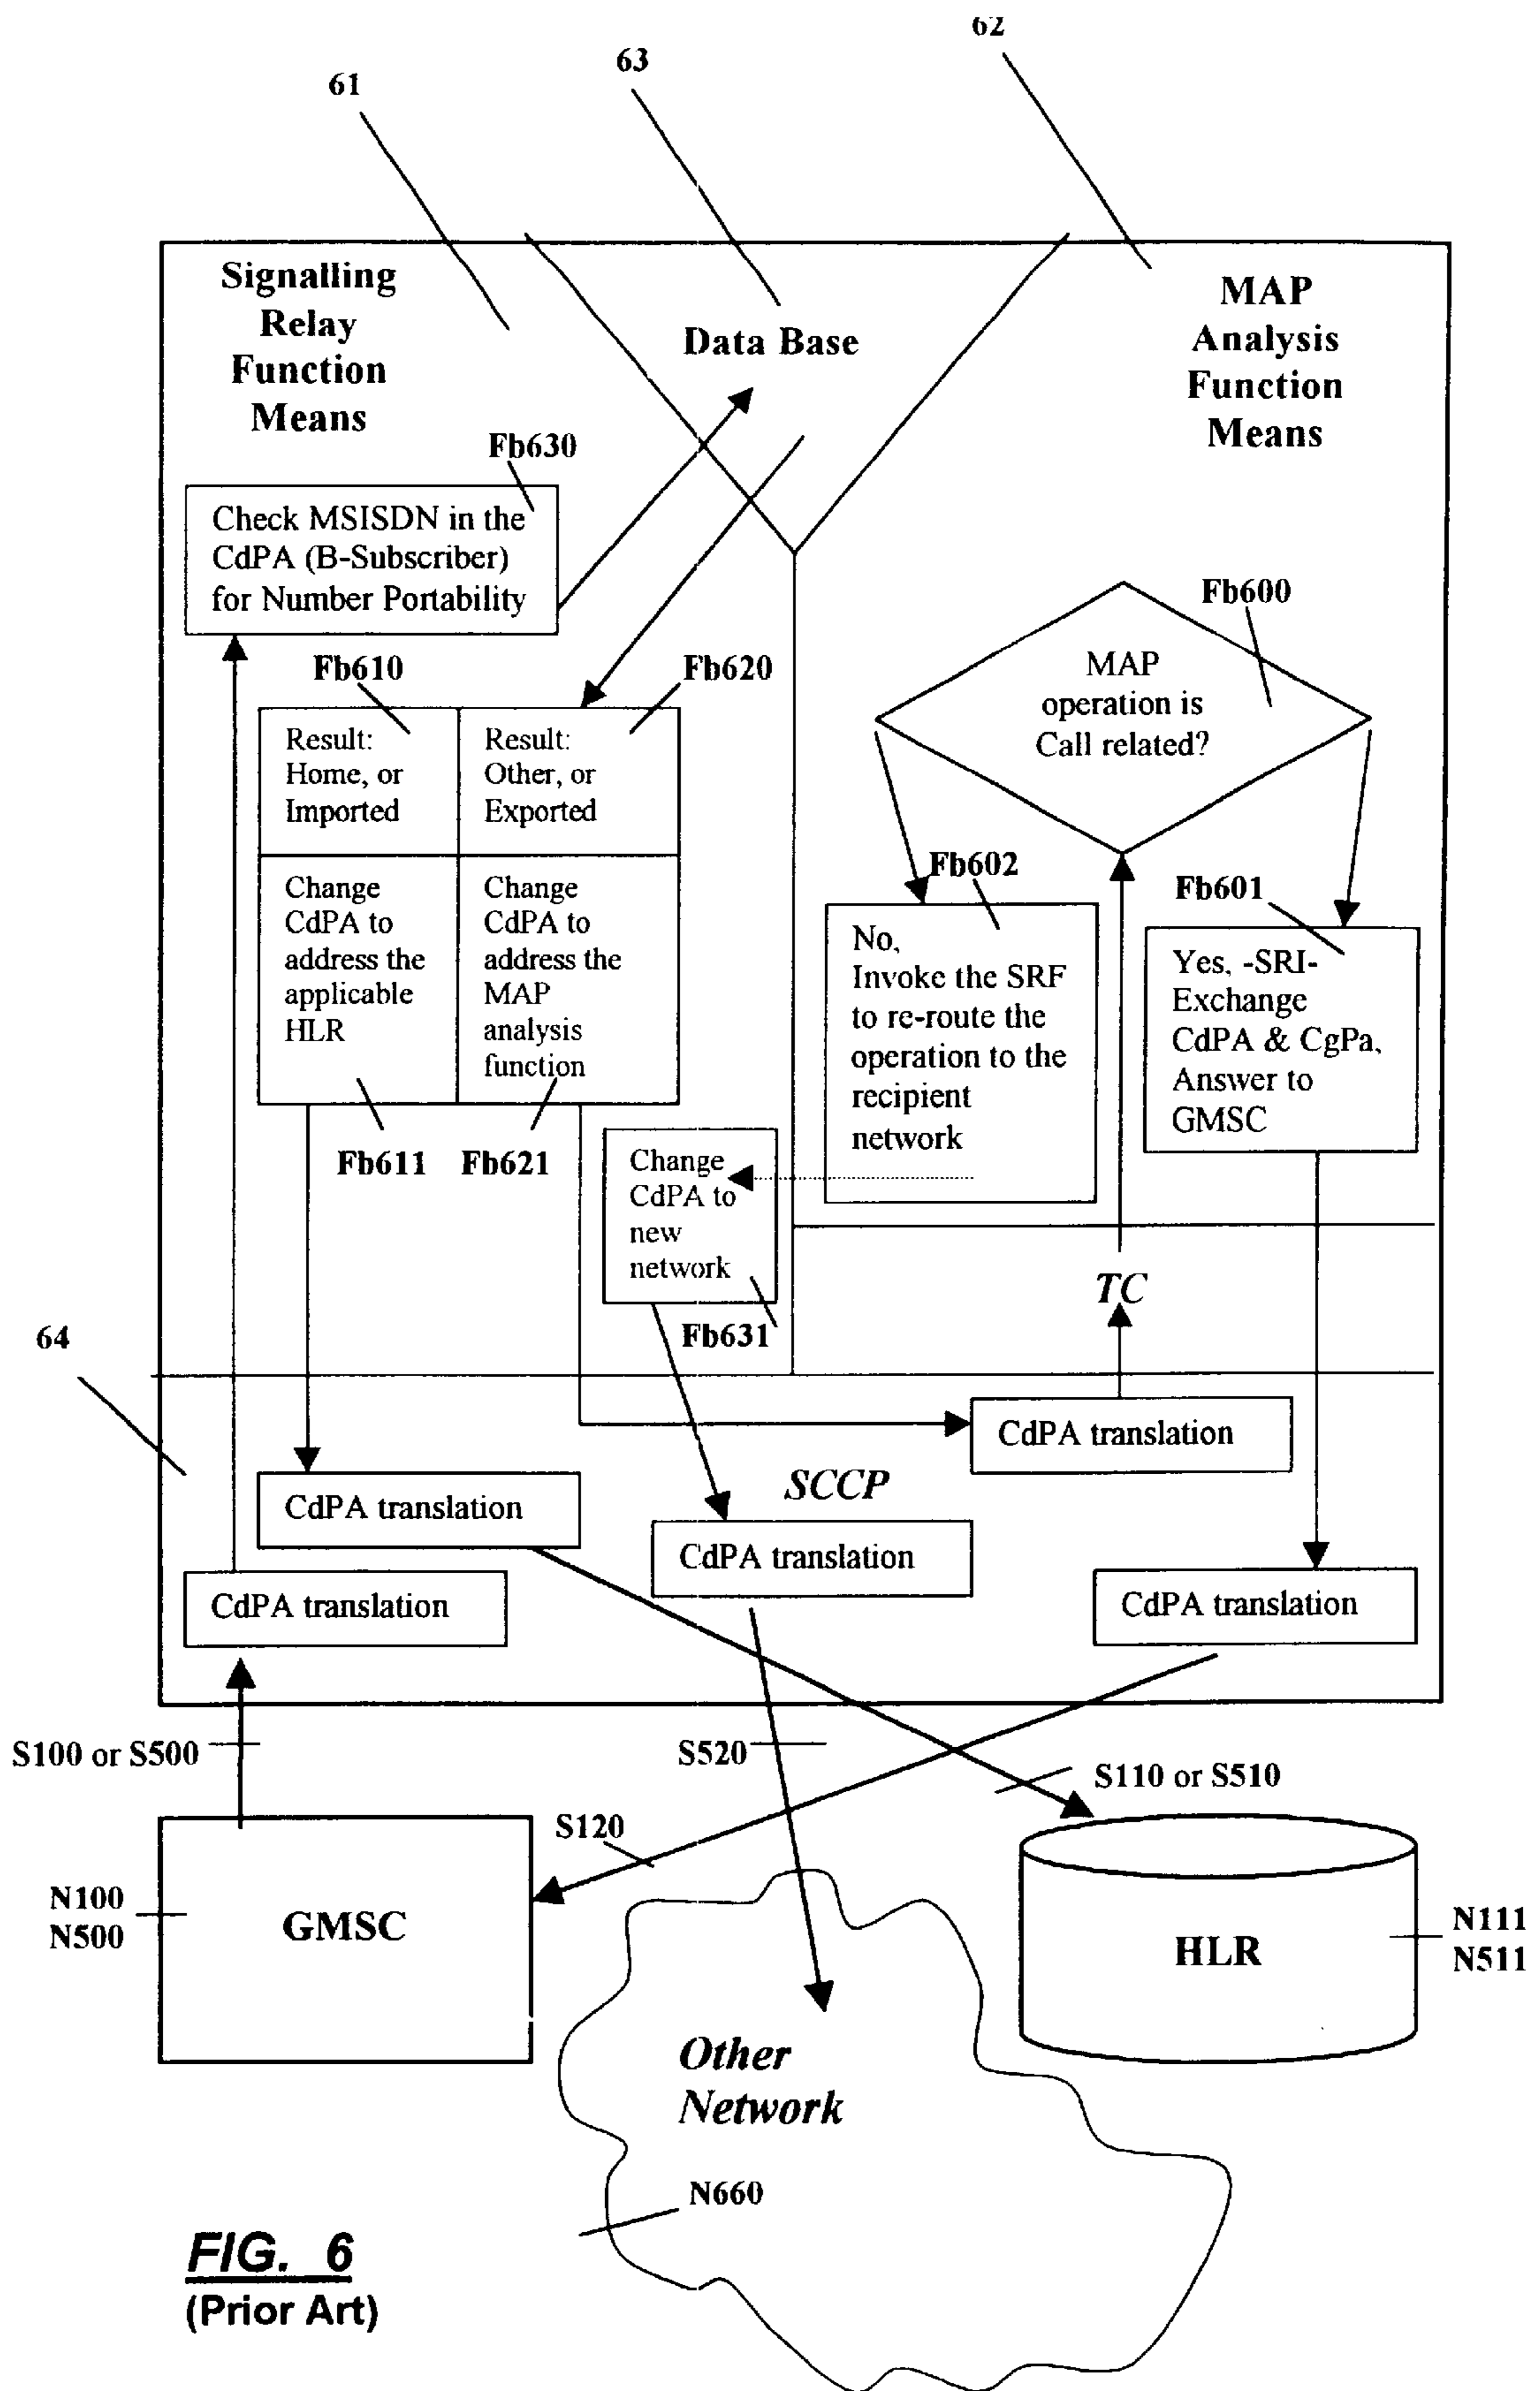 62
63
61
Signalling
Relay
Function
Means
Data Base
MAP
Analysis
Function
Means
Fb630
Check MSISDN in the
CdPA (B-Subscriber)
for Number Portability
Fb600
MAP
operation is
Call related?
Fb610
Fb620
Result:
Home, or
Imported
Result:
Other, or
Exported
Change
CdPA to
address the
applicable
HLR
Change
CdPA to
address the
MAP
analysis
function
Fb602
Fb601
No,
Invoke the SRF
to re-route the
operation to the
recipient
network
Yes, -SRI-
Exchange
CdPA & CgPa,
Answer to
GMSC
Fb611
Fb621
Change
CdPA to
new
network
Fb631
TC
64
CdPA translation
SCCP
CdPA translation
CdPA translation
CdPA translation
CdPA translation
S100 or S500
S520
S110 or S510
S120
N100
N500
GMSC
HLR
N111
N511
Other
Network
N660
FIG. 6
(Prior Art)